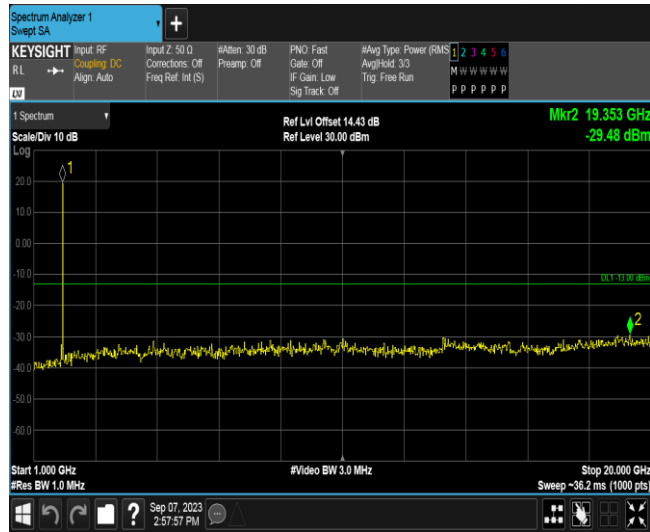 Spectrum Analyzer 1
Swept SA
+
KEYSIGHT
R L
LXI
Input: RF
Coupling: DC
Align: Auto
Input Z: 50 Ω
Corrections: Off
Freq Ref: Int (S)
#Atten: 30 dB
Preamp: Off
PNO: Fast
Gate: Off
IF Gain: Low
Sig Track: Off
#Avg Type: Power (RMS
Avg|Hold: 3/3
Trig: Free Run
1 2 3 4 5 6
M W W W W W
P P P P P P
1 Spectrum
Scale/Div 10 dB
Log
Ref Lvl Offset 14.43 dB
Ref Level 30.00 dBm
Mkr2 19.353 GHz
-29.48 dBm
1
20.0
10.0
0.00
-10.0
DL1 -13.00 dBm
-20.0
2
-30.0
-40.0
-50.0
-60.0
Start 1.000 GHz
#Res BW 1.0 MHz
#Video BW 3.0 MHz
Stop 20.000 GHz
Sweep ~36.2 ms (1000 pts)
?
Sep 07, 2023
2:57:57 PM